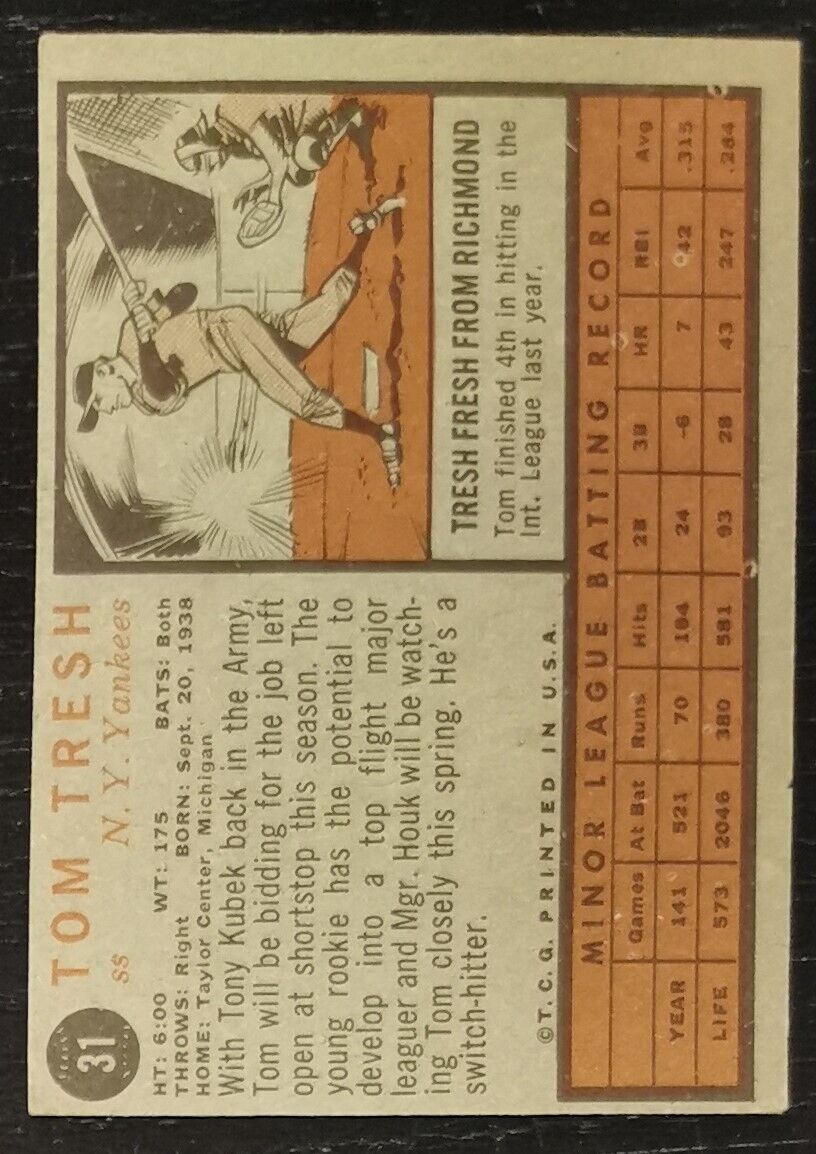 31
TOM TRESH
ss N.Y. Yankees
HT: 6:00 WT: 175 BATS: Both
THROWS: Right BORN: Sept. 20, 1938
HOME: Taylor Center, Michigan
With Tony Kubek back in the Army,
Tom will be bidding for the job left
open at shortstop this season. The
young rookie has the potential to
develop into a top flight major
leaguer and Mgr. Houk will be watch-
ing Tom closely this spring. He's a
switch-hitter.
TRESH FRESH FROM RICHMOND
Tom finished 4th in hitting in the
Int. League last year.
©T.C.G. PRINTED IN U.S.A.
MINOR LEAGUE BATTING RECORD
Games At Bat Runs Hits 2B 3B HR RBI Avg
YEAR 141 521 70 164 24 6 7 42 .315
LIFE 573 2046 380 581 93 28 43 247 .284